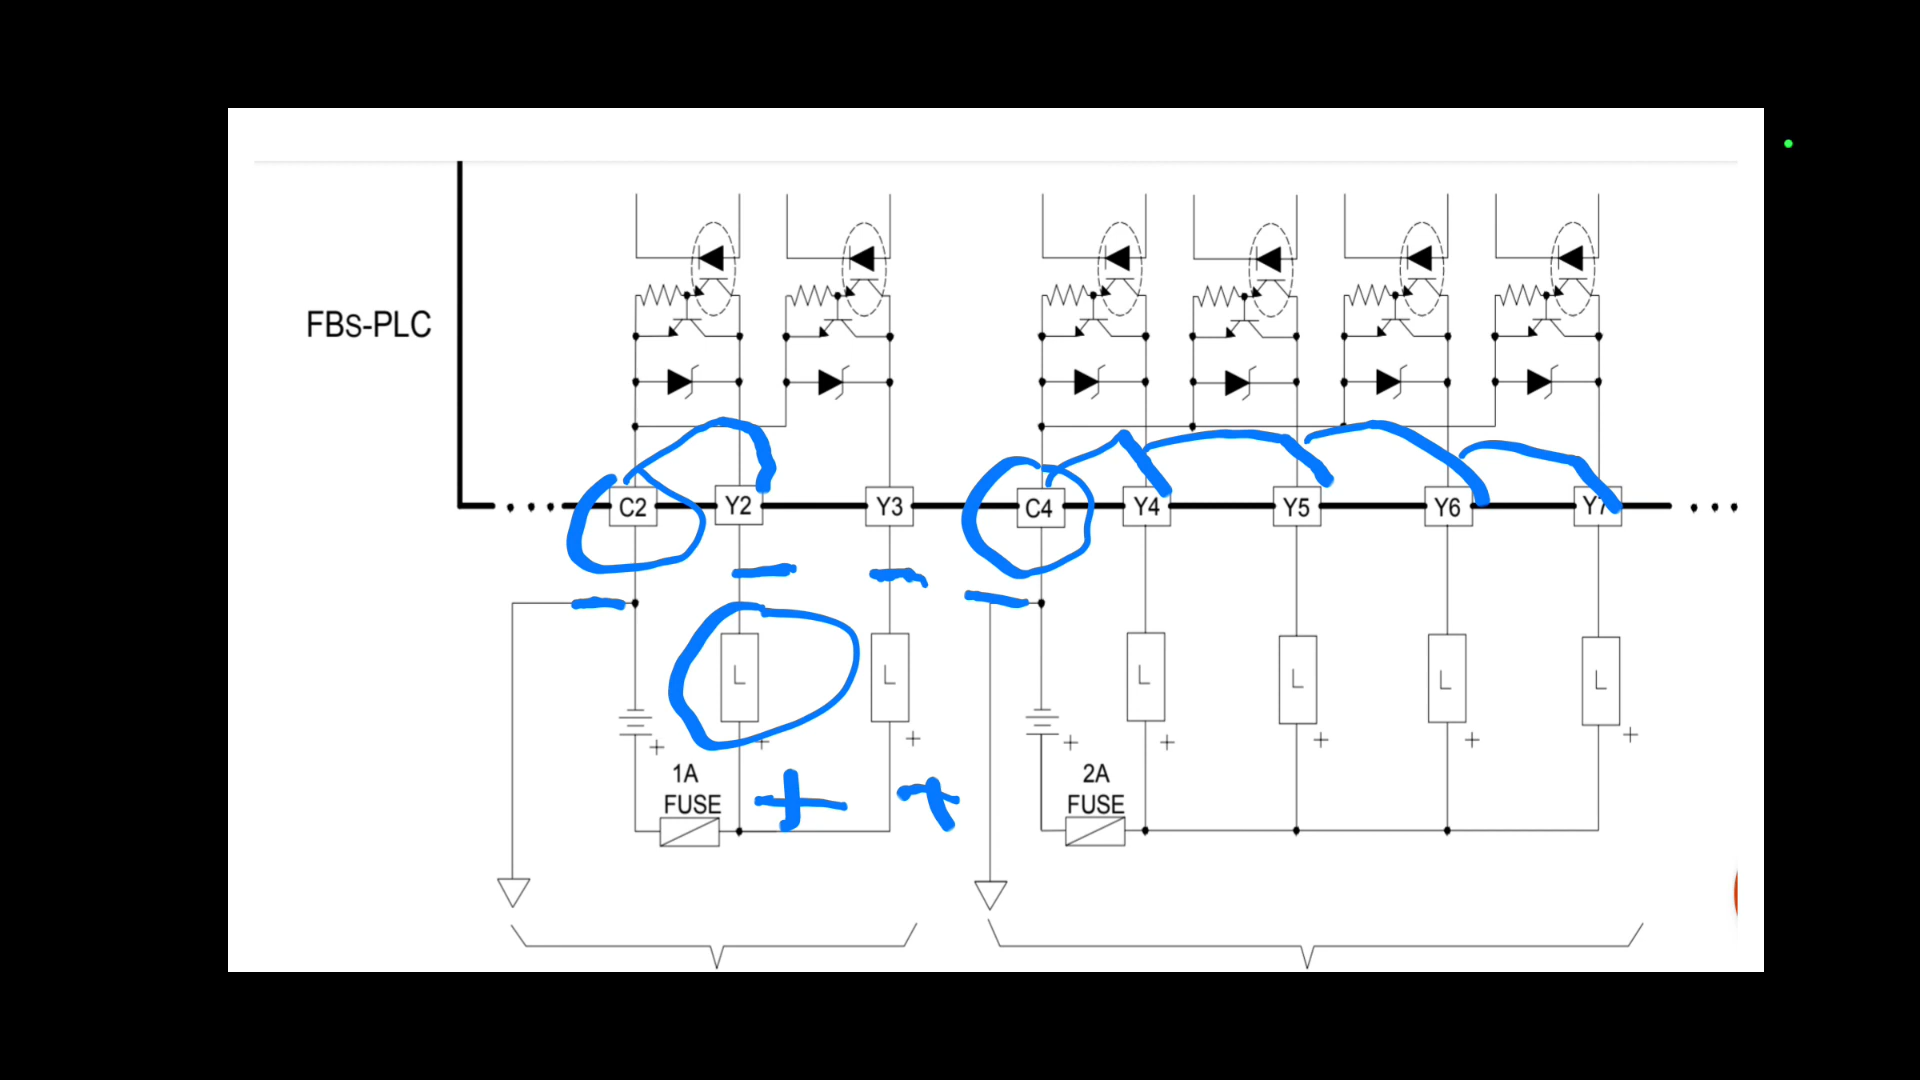 FBs-PLC
C2 Y2 Y3 C4 Y4 Y5 Y6 Y7
L L L L L L
+ + + + + +
1A
FUSE
2A
FUSE